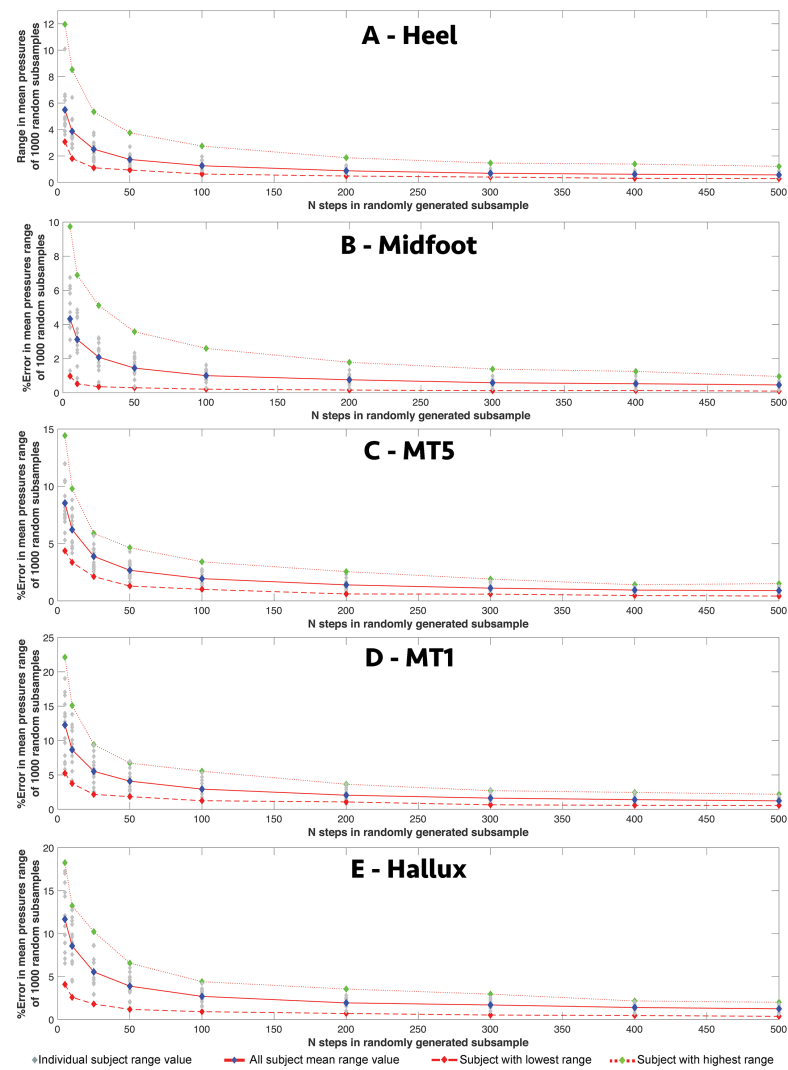 A - Heel
Range in mean pressures
of 1000 random subsamples
12
10
8
6
4
2
0
0 50 100 150 200 250 300 350 400 450 500
N steps in randomly generated subsample
B - Midfoot
%Error in mean pressures range
of 1000 random subsamples
10
8
6
4
2
0
0 50 100 150 200 250 300 350 400 450 500
N steps in randomly generated subsample
C - MT5
%Error in mean pressures range
of 1000 random subsamples
15
10
5
0
0 50 100 150 200 250 300 350 400 450 500
N steps in randomly generated subsample
D - MT1
%Error in mean pressures range
of 1000 random subsamples
25
20
15
10
5
0
0 50 100 150 200 250 300 350 400 450 500
N steps in randomly generated subsample
E - Hallux
%Error in mean pressures range
of 1000 random subsamples
20
15
10
5
0
0 50 100 150 200 250 300 350 400 450 500
N steps in randomly generated subsample
Individual subject range value All subject mean range value Subject with lowest range Subject with highest range